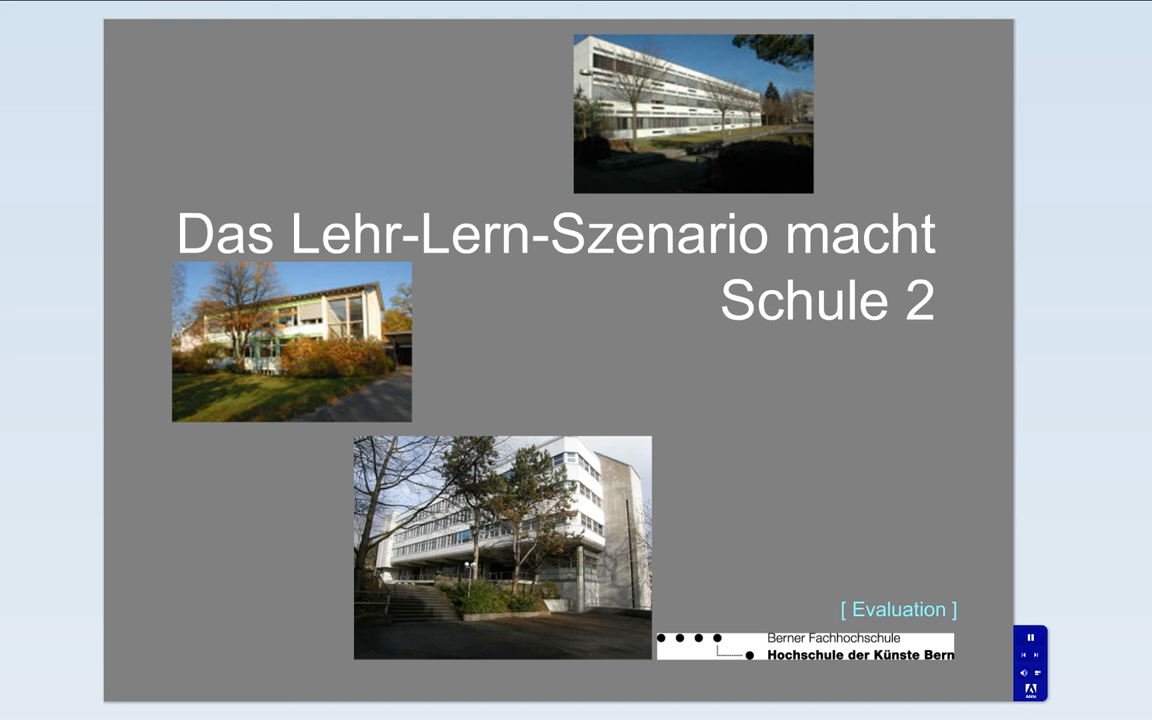 Das Lehr-Lern-Szenario macht
Schule 2
[ Evaluation ]
Berner Fachhochschule
Hochschule der Künste Bern